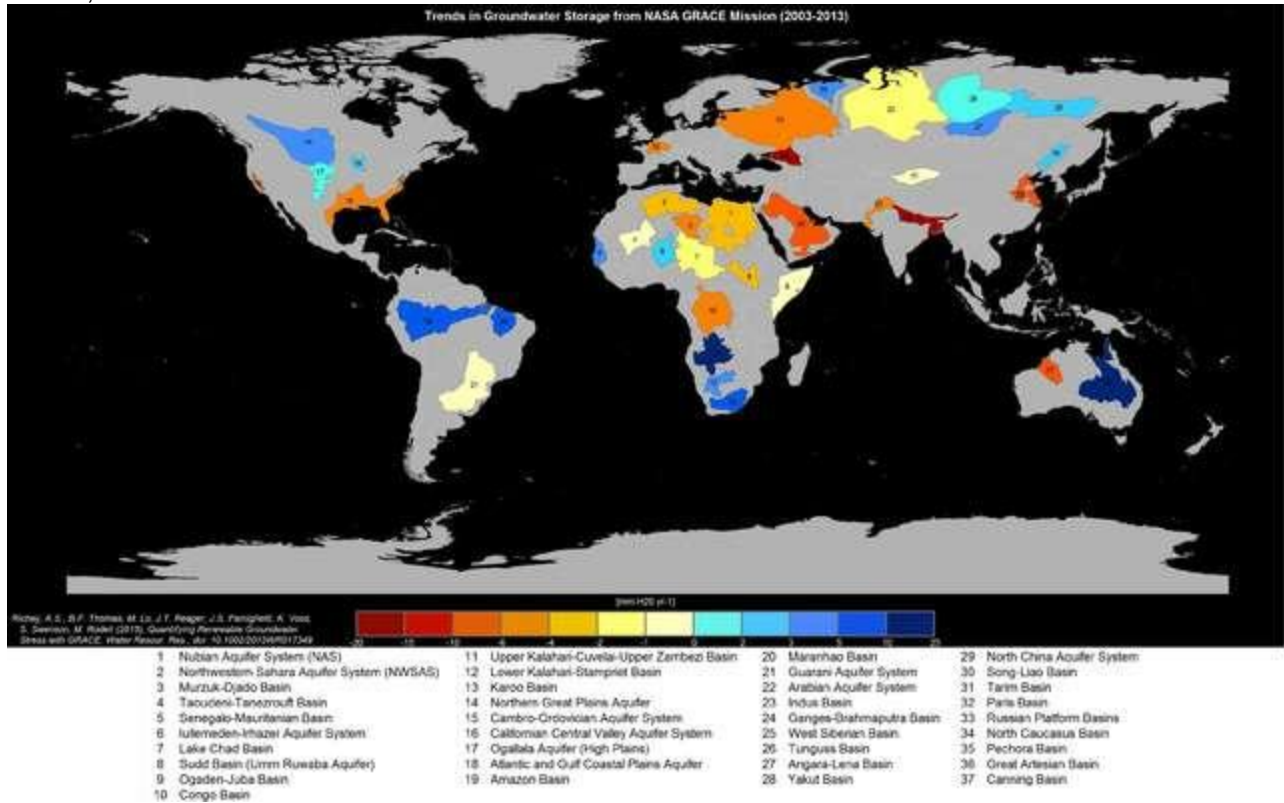 Trends in Groundwater Storage from NASA GRACE Mission (2003-2013)
[mm H20 yr-1]
Richey, A.S., B.F. Thomas, M. Lo, J.T. Reager, J.S. Famiglietti, K. Voss,
S. Swenson, M. Rodell (2015), Quantifying Renewable Groundwater
Stress with GRACE, Water Resour. Res., doi: 10.1002/2015WR017349
1 Nubian Aquifer System (NAS)
2 Northwestern Sahara Aquifer System (NWSAS)
3 Murzuk-Djado Basin
4 Taoudeni-Tanezrouft Basin
5 Senegalo-Mauritanian Basin
6 Iullemeden-Irhazer Aquifer System
7 Lake Chad Basin
8 Sudd Basin (Umm Ruwaba Aquifer)
9 Ogaden-Juba Basin
10 Congo Basin
11 Upper Kalahari-Cuvelai-Upper Zambezi Basin
12 Lower Kalahari-Stampriet Basin
13 Karoo Basin
14 Northern Great Plains Aquifer
15 Cambro-Ordovician Aquifer System
16 Californian Central Valley Aquifer System
17 Ogallala Aquifer (High Plains)
18 Atlantic and Gulf Coastal Plains Aquifer
19 Amazon Basin
20 Maranhao Basin
21 Guarani Aquifer System
22 Arabian Aquifer System
23 Indus Basin
24 Ganges-Brahmaputra Basin
25 West Siberian Basin
26 Tunguss Basin
27 Angara-Lena Basin
28 Yakut Basin
29 North China Aquifer System
30 Song-Liao Basin
31 Tarim Basin
32 Paris Basin
33 Russian Platform Basins
34 North Caucasus Basin
35 Pechora Basin
36 Great Artesian Basin
37 Canning Basin